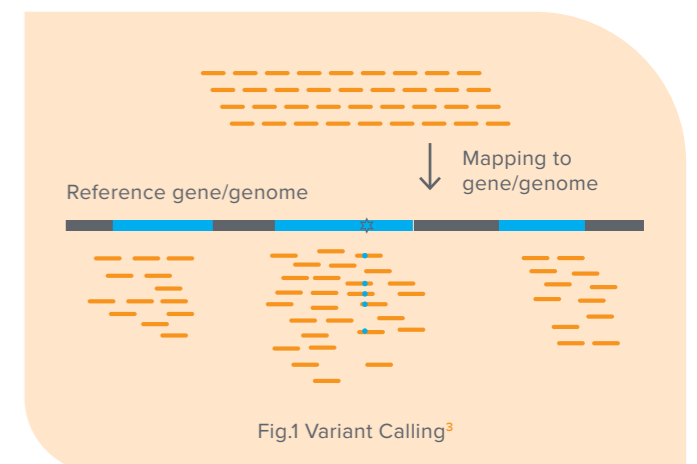 Mapping to
gene/genome
Reference gene/genome
Fig.1 Variant Calling³